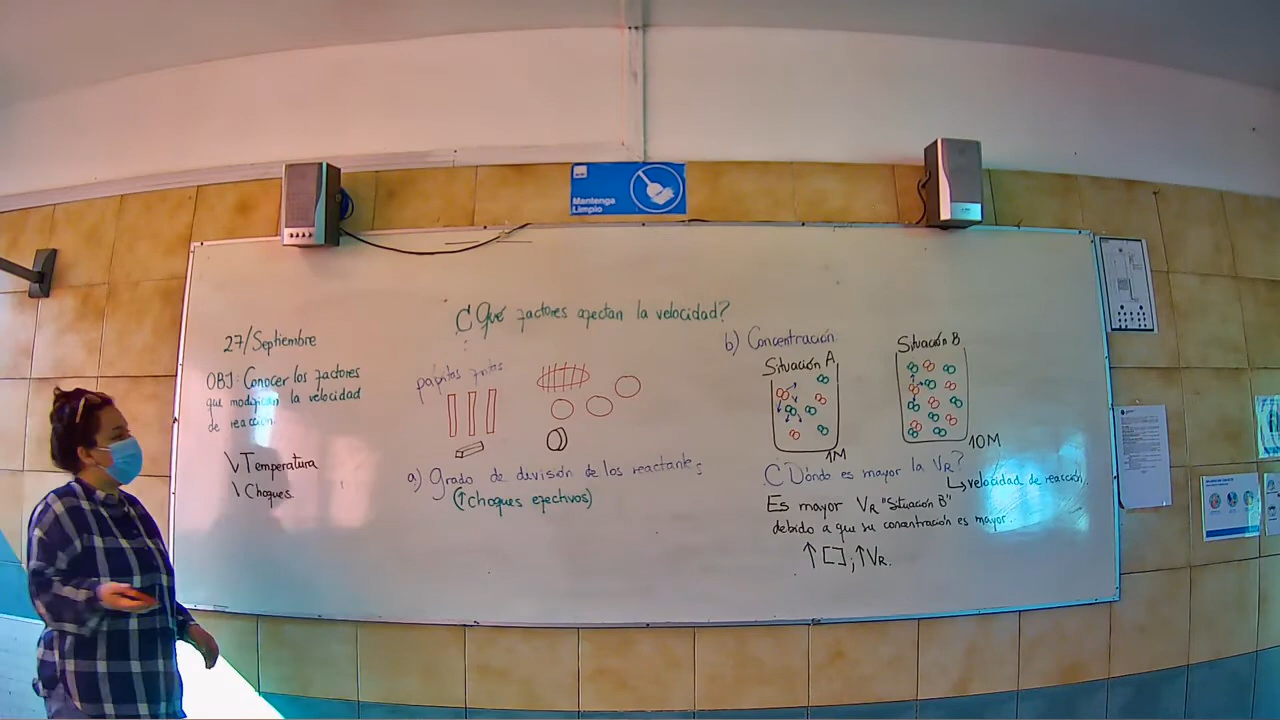 Mantenga
Limpio
¿Qué factores afectan la velocidad?
27/Septiembre
OBJ: Conocer los factores
que modifican la velocidad
de reacción.
Temperatura
Choques
papitas fritas
a) Grado de división de los reactantes
(↑Choques efectivos)
b) Concentración
Situación A
1M
Situación B
10M
¿Dónde es mayor la VR?
↳velocidad de reacción.
Es mayor VR "Situación B"
debido a que su concentración es mayor.
↑[ ]; ↑VR.